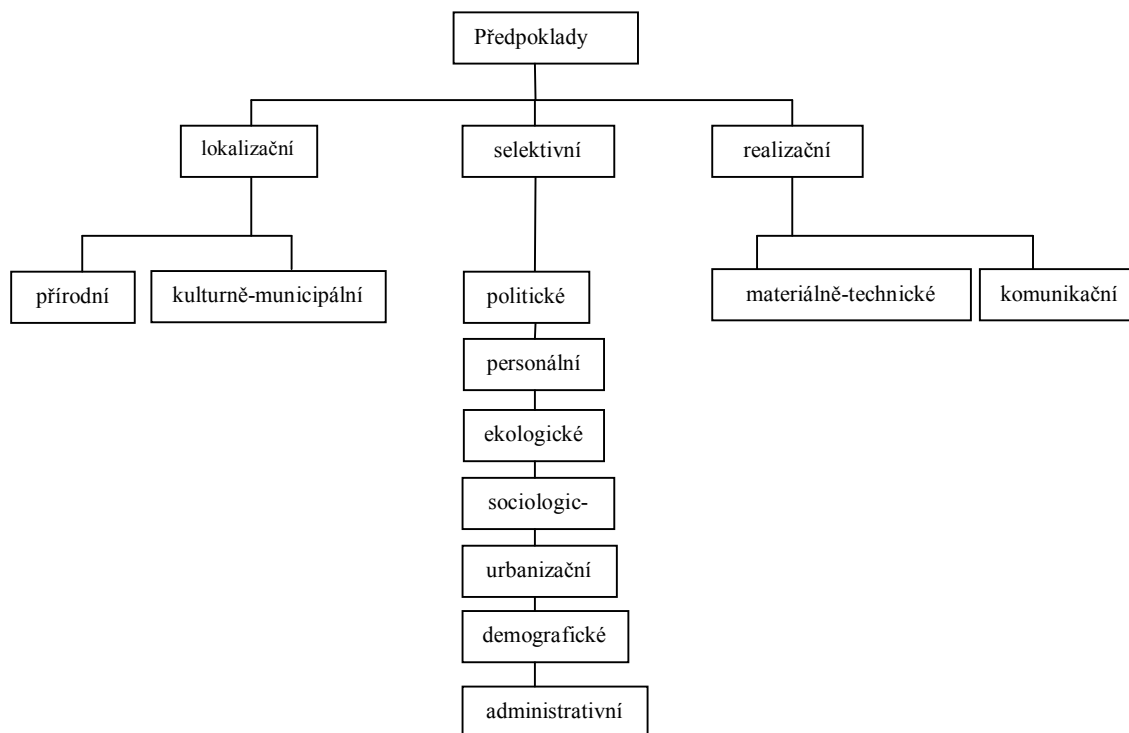 Předpoklady
lokalizační
selektivní
realizační
přírodní
kulturně-municipální
politické
materiálně-technické
komunikační
personální
ekologické
sociologic-
urbanizační
demografické
administrativní